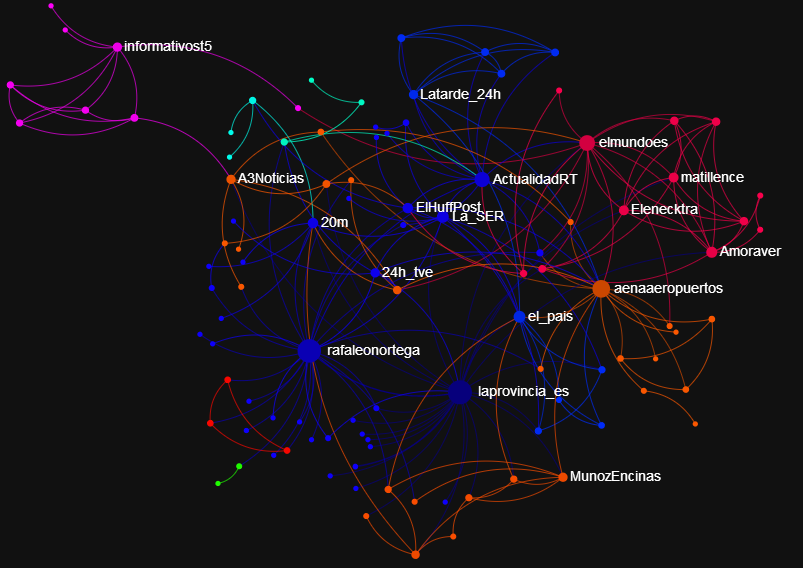 informativost5
Latarde_24h
elmundoes
A3Noticias
ActualidadRT
matillence
ElHuffPost
La_SER
Elenecktra
20m
Amoraver
24h_tve
aenaaeropuertos
el_pais
rafaleonortega
laprovincia_es
MunozEncinas